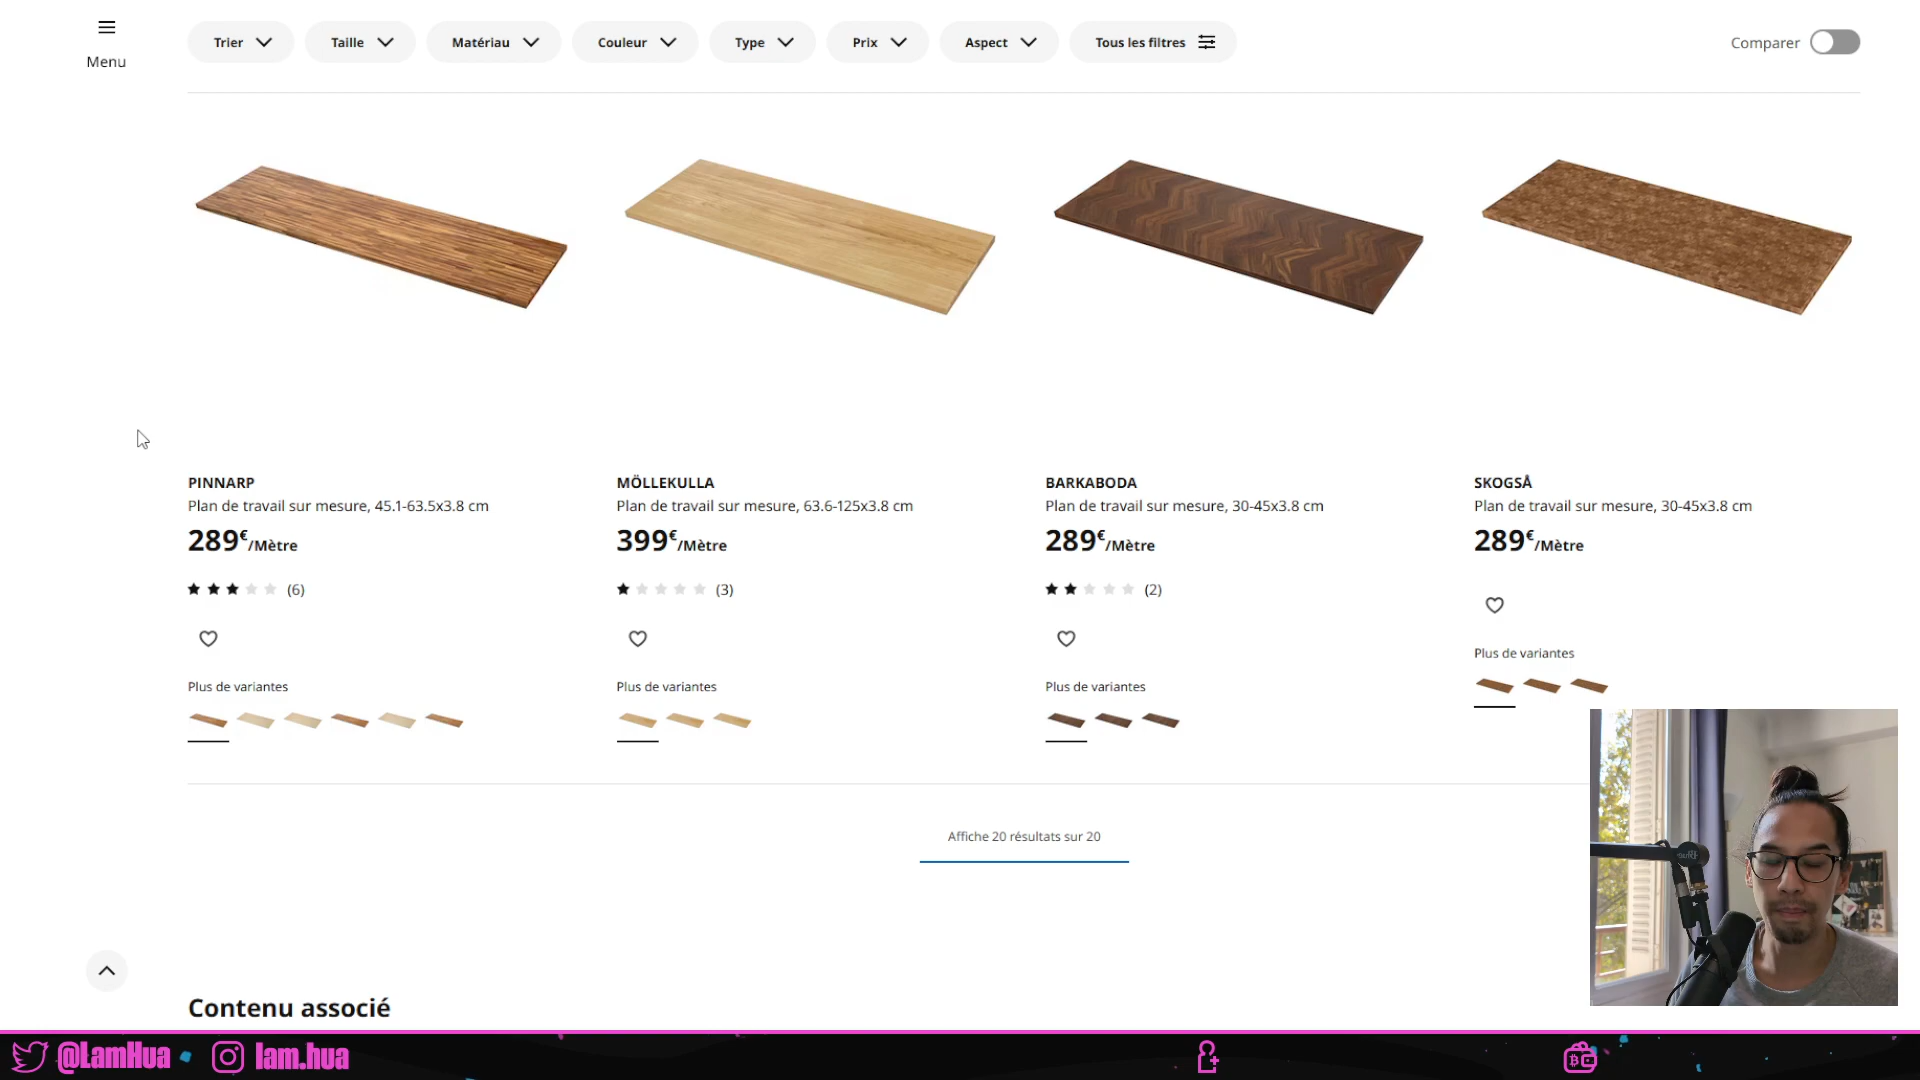 Menu
Trier
Taille
Matériau
Couleur
Type
Prix
Aspect
Tous les filtres
Comparer
PINNARP
Plan de travail sur mesure, 45.1-63.5x3.8 cm
289€/Mètre
(6)
Plus de variantes
MÖLLEKULLA
Plan de travail sur mesure, 63.6-125x3.8 cm
399€/Mètre
(3)
Plus de variantes
BARKABODA
Plan de travail sur mesure, 30-45x3.8 cm
289€/Mètre
(2)
Plus de variantes
SKOGSÅ
Plan de travail sur mesure, 30-45x3.8 cm
289€/Mètre
Plus de variantes
Affiche 20 résultats sur 20
Contenu associé
@LamHua
lam.hua